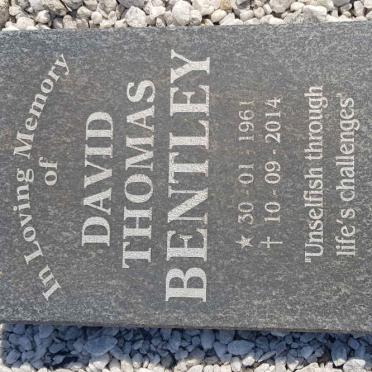 In Loving Memory
of
DAVID
THOMAS
BENTLEY
★ 30-01 1961
† 10-09-2014
'Unselfish through
life's challenges'